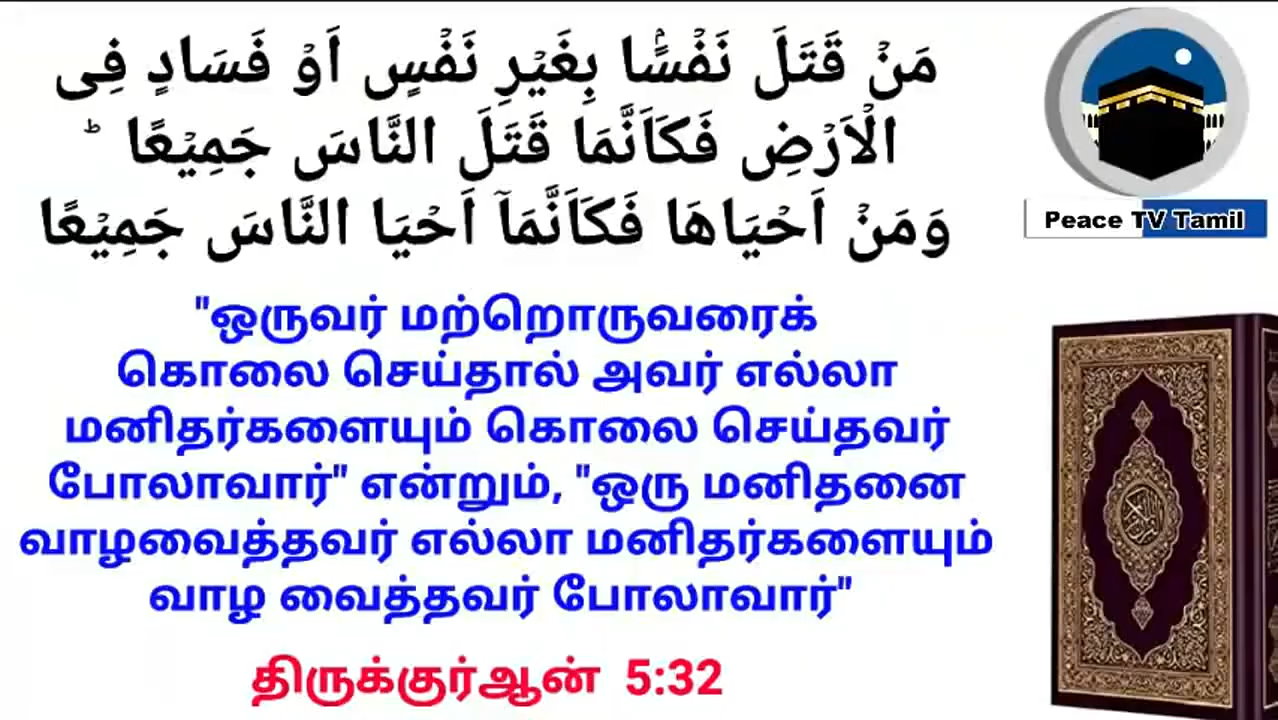 مَنۡ قَتَلَ نَفۡسًۢا بِغَيۡرِ نَفۡسٍ اَوۡ فَسَادٍ فِى
الۡاَرۡضِ فَكَاَنَّمَا قَتَلَ النَّاسَ جَمِيۡعًا ؕ
وَمَنۡ اَحۡيَاهَا فَكَاَنَّمَاۤ اَحۡيَا النَّاسَ جَمِيۡعًا
Peace TV Tamil
"ஒருவர் மற்றொருவரைக்
கொலை செய்தால் அவர் எல்லா
மனிதர்களையும் கொலை செய்தவர்
போலாவார்" என்றும், "ஒரு மனிதனை
வாழவைத்தவர் எல்லா மனிதர்களையும்
வாழ வைத்தவர் போலாவார்"
திருக்குர்ஆன் 5:32